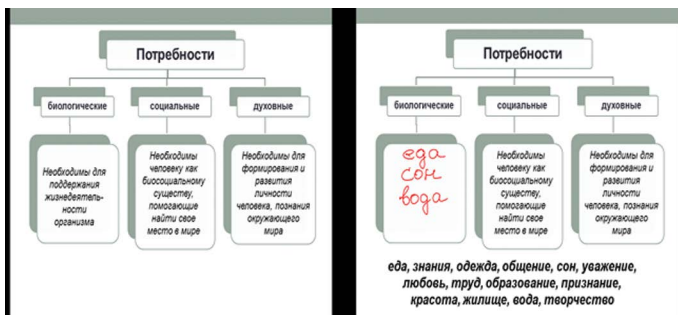 Потребности
биологические
социальные
духовные
Необходимы для
поддержания
жизнедеятель-
ности
организма
Необходимы
человеку как
биосоциальному
существу,
помогающие
найти свое
место в мире
Необходимы для
формирования и
развития
личности
человека, познания
окружающего
мира
Потребности
биологические
социальные
духовные
еда
сон
вода
Необходимы
человеку как
биосоциальному
существу,
помогающие
найти свое
место в мире
Необходимы для
формирования и
развития
личности
человека, познания
окружающего
мира
еда, знания, одежда, общение, сон, уважение,
любовь, труд, образование, признание,
красота, жилище, вода, творчество